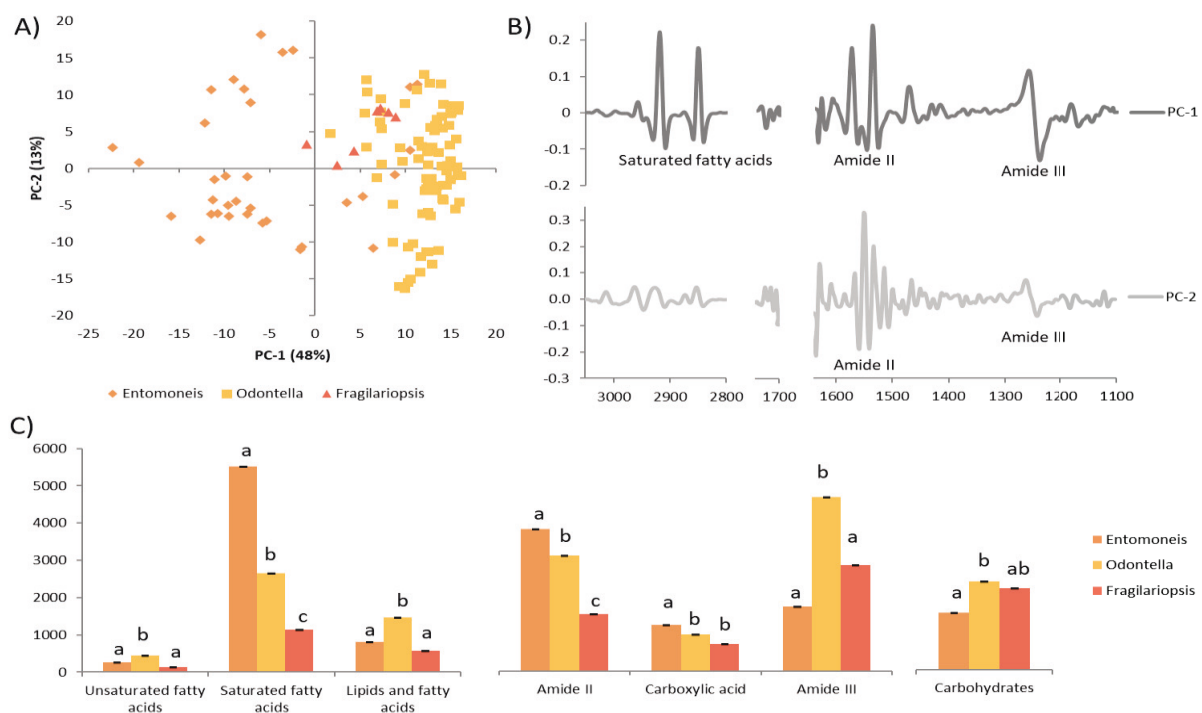 A)
20
15
10
5
0
-5
-10
-15
-20
PC-2 (13%)
-25 -20 -15 -10 -5 0 5 10 15 20
PC-1 (48%)
Entomoneis Odontella Fragilariopsis
B)
0.2
0.1
0
-0.1
-0.2
Saturated fatty acids
Amide II
Amide III
PC-1
0.3
0.2
0.1
0.0
-0.1
-0.2
-0.3
Amide II
Amide III
PC-2
3000 2900 2800 1700 1600 1500 1400 1300 1200 1100
C)
6000
5000
4000
3000
2000
1000
0
a b a
a b c
a b a
a b c
a b b
a b a
a b ab
Unsaturated fatty acids
Saturated fatty acids
Lipids and fatty acids
Amide II
Carboxylic acid
Amide III
Carbohydrates
Entomoneis
Odontella
Fragilariopsis